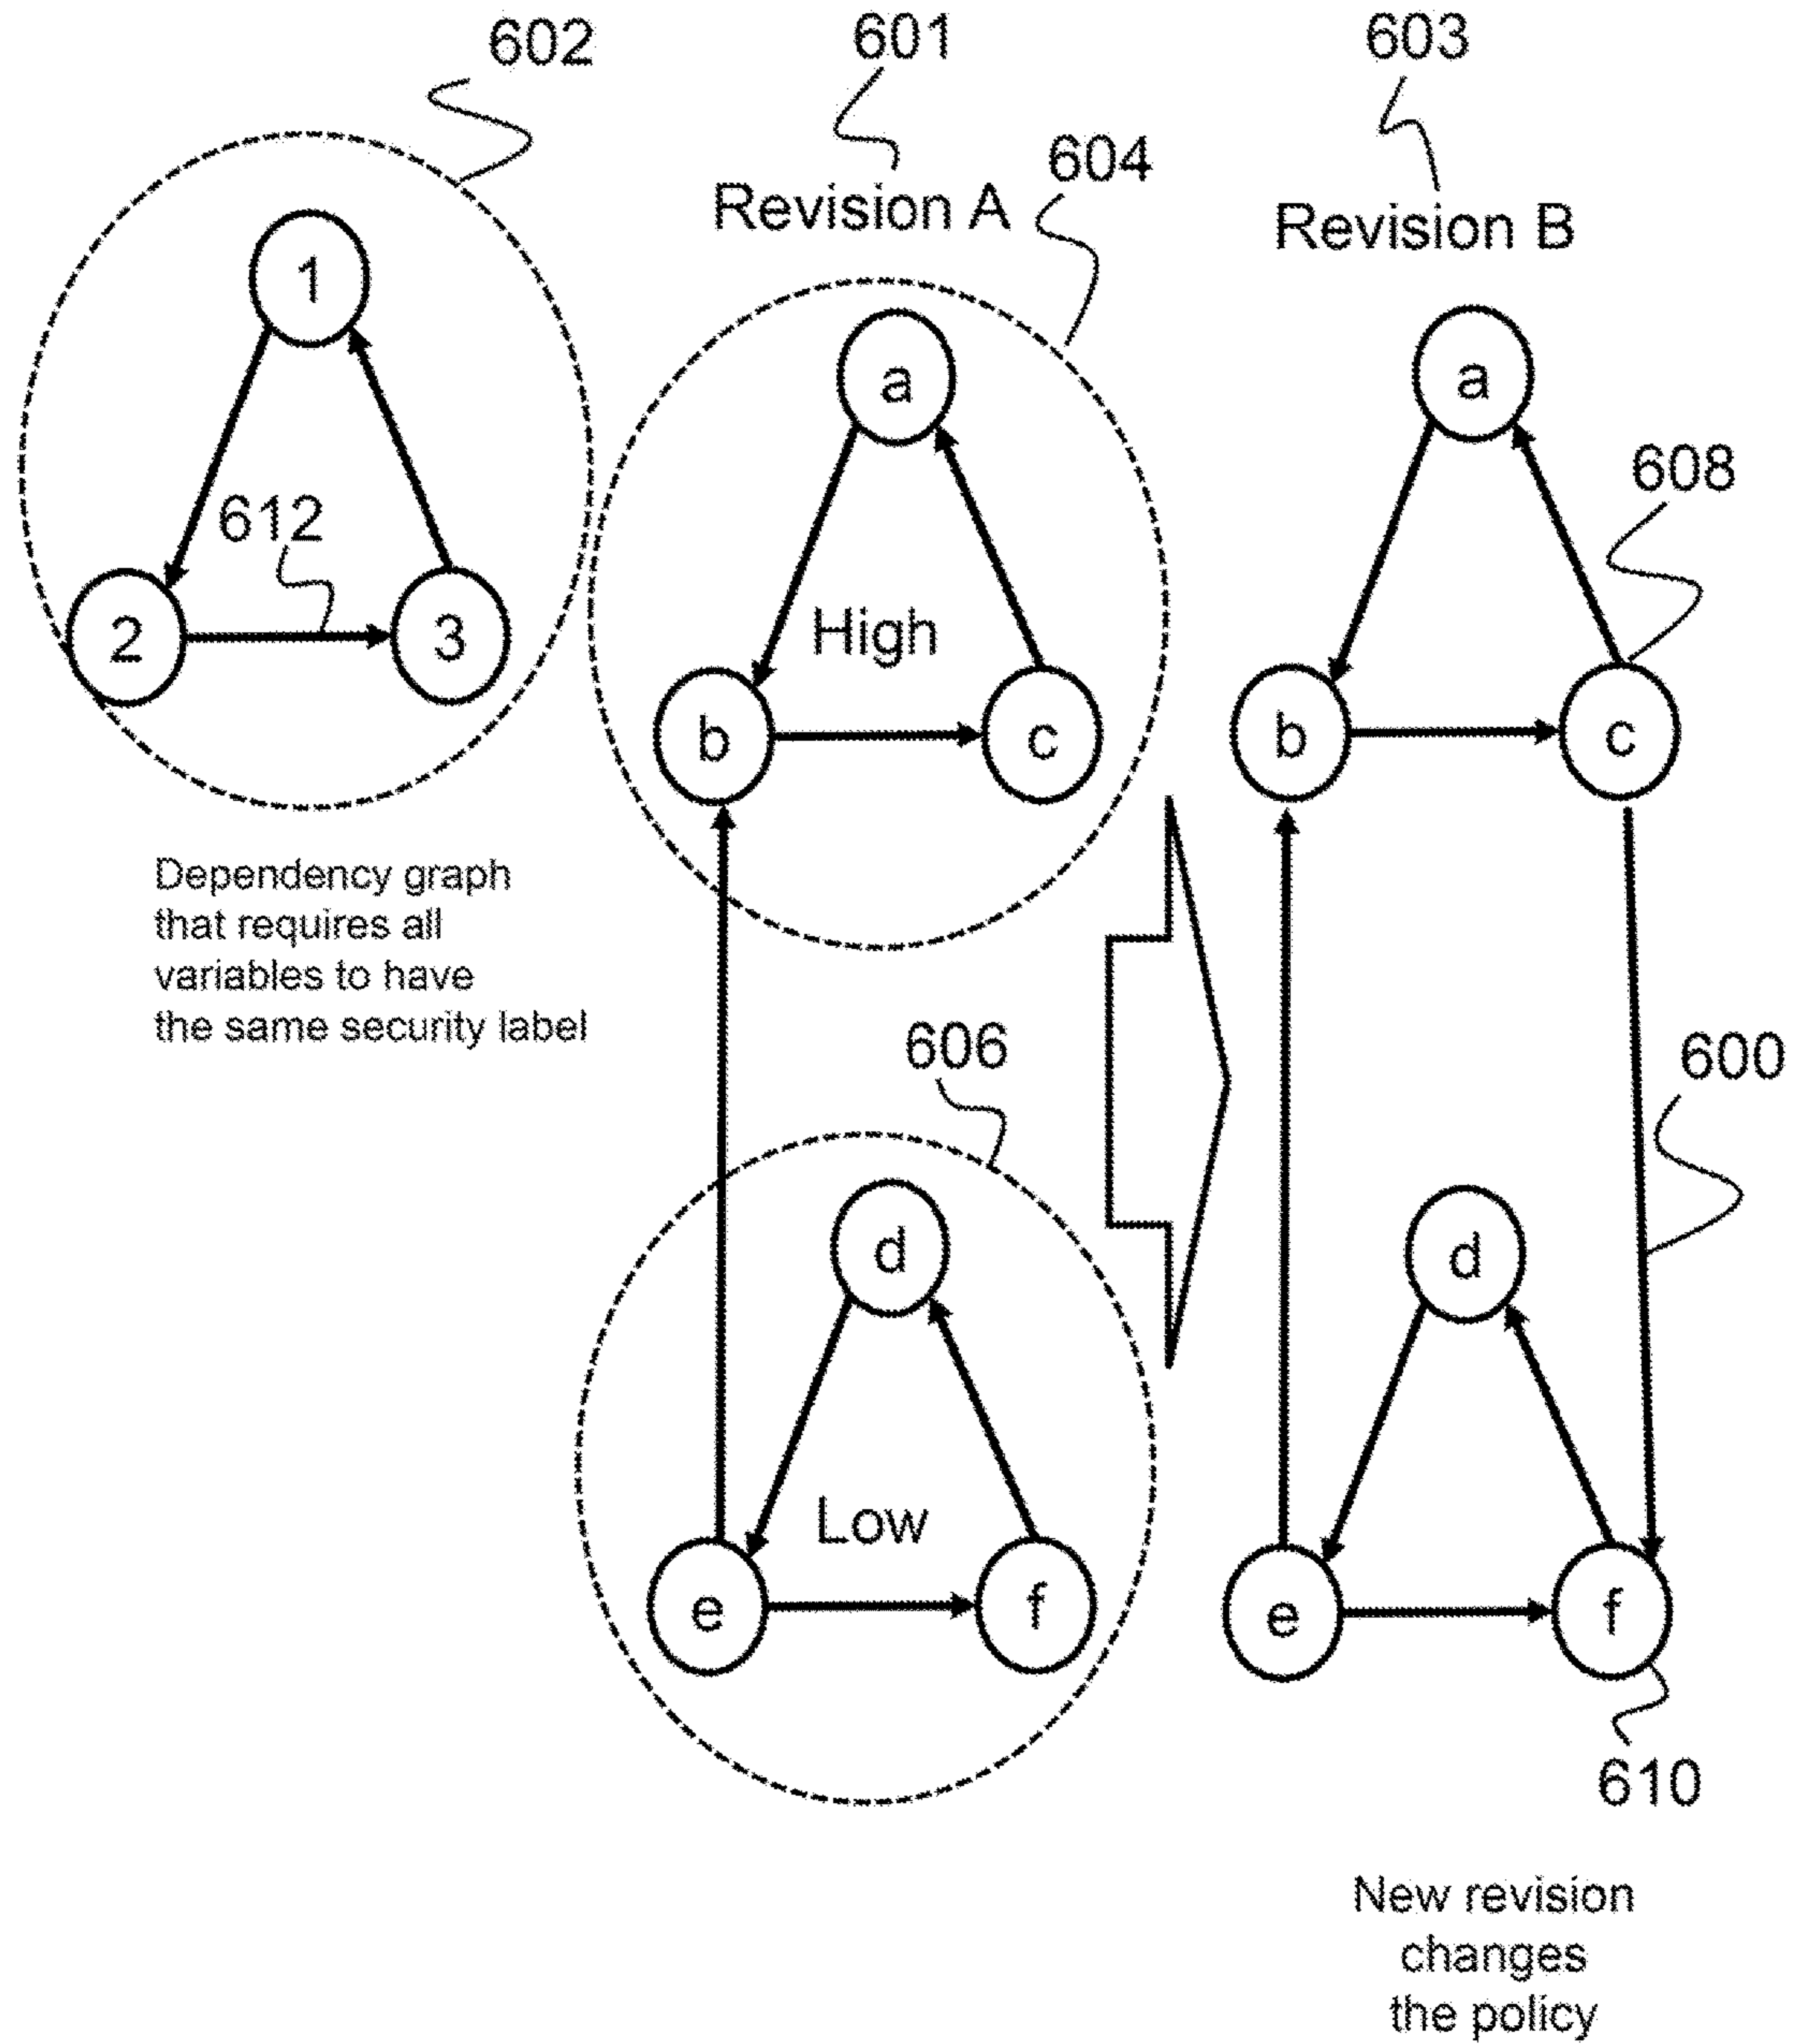 602
601
603
604
Revision A
Revision B
1
a
a
608
612
High
2
3
b
c
b
c
Dependency graph
that requires all
variables to have
the same security label
606
600
d
d
Low
e
f
e
f
610
New revision
changes
the policy